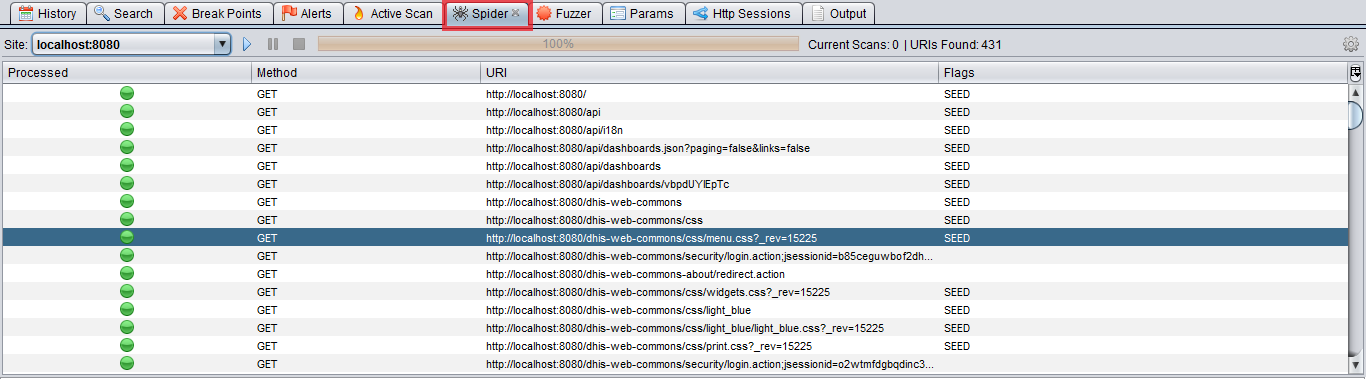 History Search Break Points Alerts Active Scan Spider Fuzzer Params Http Sessions Output
Site: localhost:8080 100% Current Scans: 0 | URIs Found: 431
Processed Method URI Flags
GET http://localhost:8080/ SEED
GET http://localhost:8080/api SEED
GET http://localhost:8080/api/i18n SEED
GET http://localhost:8080/api/dashboards.json?paging=false&links=false SEED
GET http://localhost:8080/api/dashboards SEED
GET http://localhost:8080/api/dashboards/vbpdUYIEpTc SEED
GET http://localhost:8080/dhis-web-commons SEED
GET http://localhost:8080/dhis-web-commons/css SEED
GET http://localhost:8080/dhis-web-commons/css/menu.css?_rev=15225 SEED
GET http://localhost:8080/dhis-web-commons/security/login.action;jsessionid=b85ceguwbof2dh...
GET http://localhost:8080/dhis-web-commons-about/redirect.action
GET http://localhost:8080/dhis-web-commons/css/widgets.css?_rev=15225 SEED
GET http://localhost:8080/dhis-web-commons/css/light_blue SEED
GET http://localhost:8080/dhis-web-commons/css/light_blue/light_blue.css?_rev=15225 SEED
GET http://localhost:8080/dhis-web-commons/css/print.css?_rev=15225 SEED
GET http://localhost:8080/dhis-web-commons/security/login.action;jsessionid=o2wtmfdgbqdinc3...